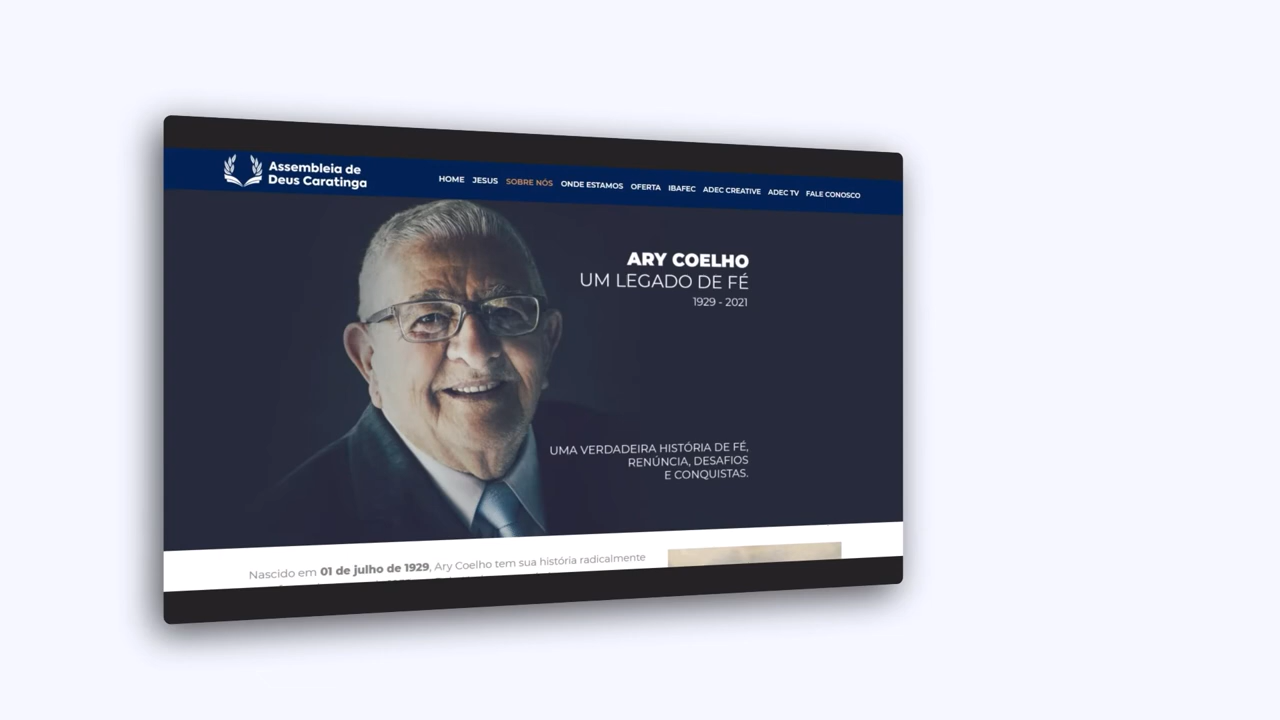 Assembleia de
Deus Caratinga
HOME JESUS SOBRE NÓS ONDE ESTAMOS OFERTA IBAFEC ADEC CREATIVE ADEC TV FALE CONOSCO
ARY COELHO
UM LEGADO DE FÉ
1929 - 2021
UMA VERDADEIRA HISTÓRIA DE FÉ,
RENÚNCIA, DESAFIOS
E CONQUISTAS.
Nascido em 01 de julho de 1929, Ary Coelho tem sua história radicalmente